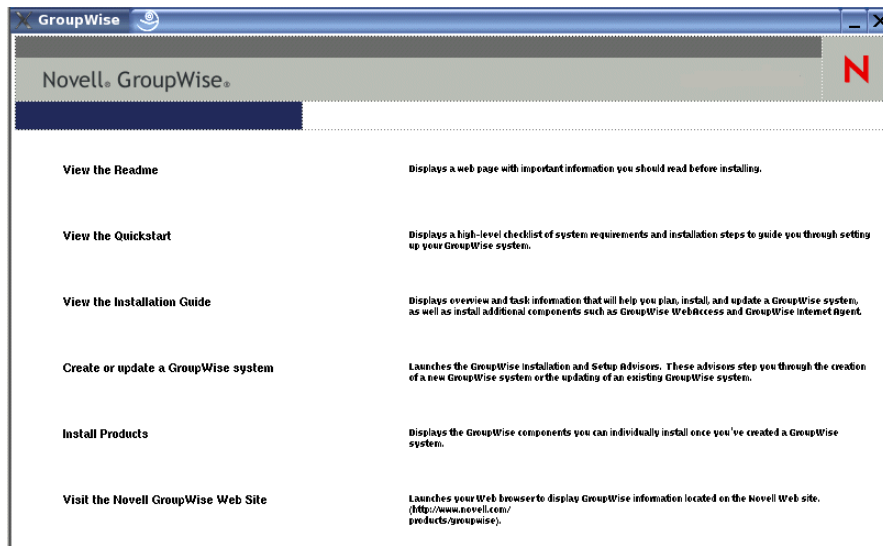 GroupWise
Novell® GroupWise®
N
View the Readme
Displays a web page with important information you should read before installing.
View the Quickstart
Displays a high-level checklist of system requirements and installation steps to guide you through setting
up your GroupWise system.
View the Installation Guide
Displays overview and task information that will help you plan, install, and update a GroupWise system,
as well as install additional components such as GroupWise WebAccess and GroupWise Internet Agent.
Create or update a GroupWise system
Launches the GroupWise Installation and Setup Advisors. These advisors step you through the creation
of a new GroupWise system or the updating of an existing GroupWise system.
Install Products
Displays the GroupWise components you can individually install once you've created a GroupWise
system.
Visit the Novell GroupWise Web Site
Launches your Web browser to display GroupWise information located on the Novell Web site.
(http://www.novell.com/
products/groupwise).